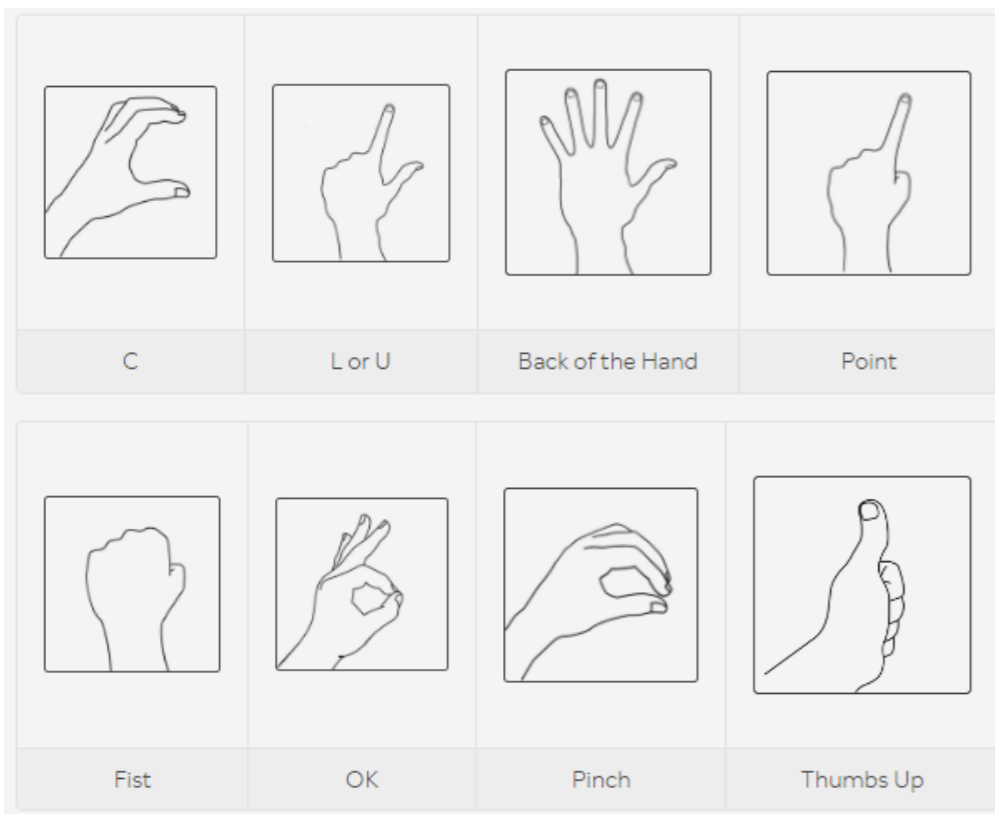 C
L or U
Back of the Hand
Point
Fist
OK
Pinch
Thumbs Up